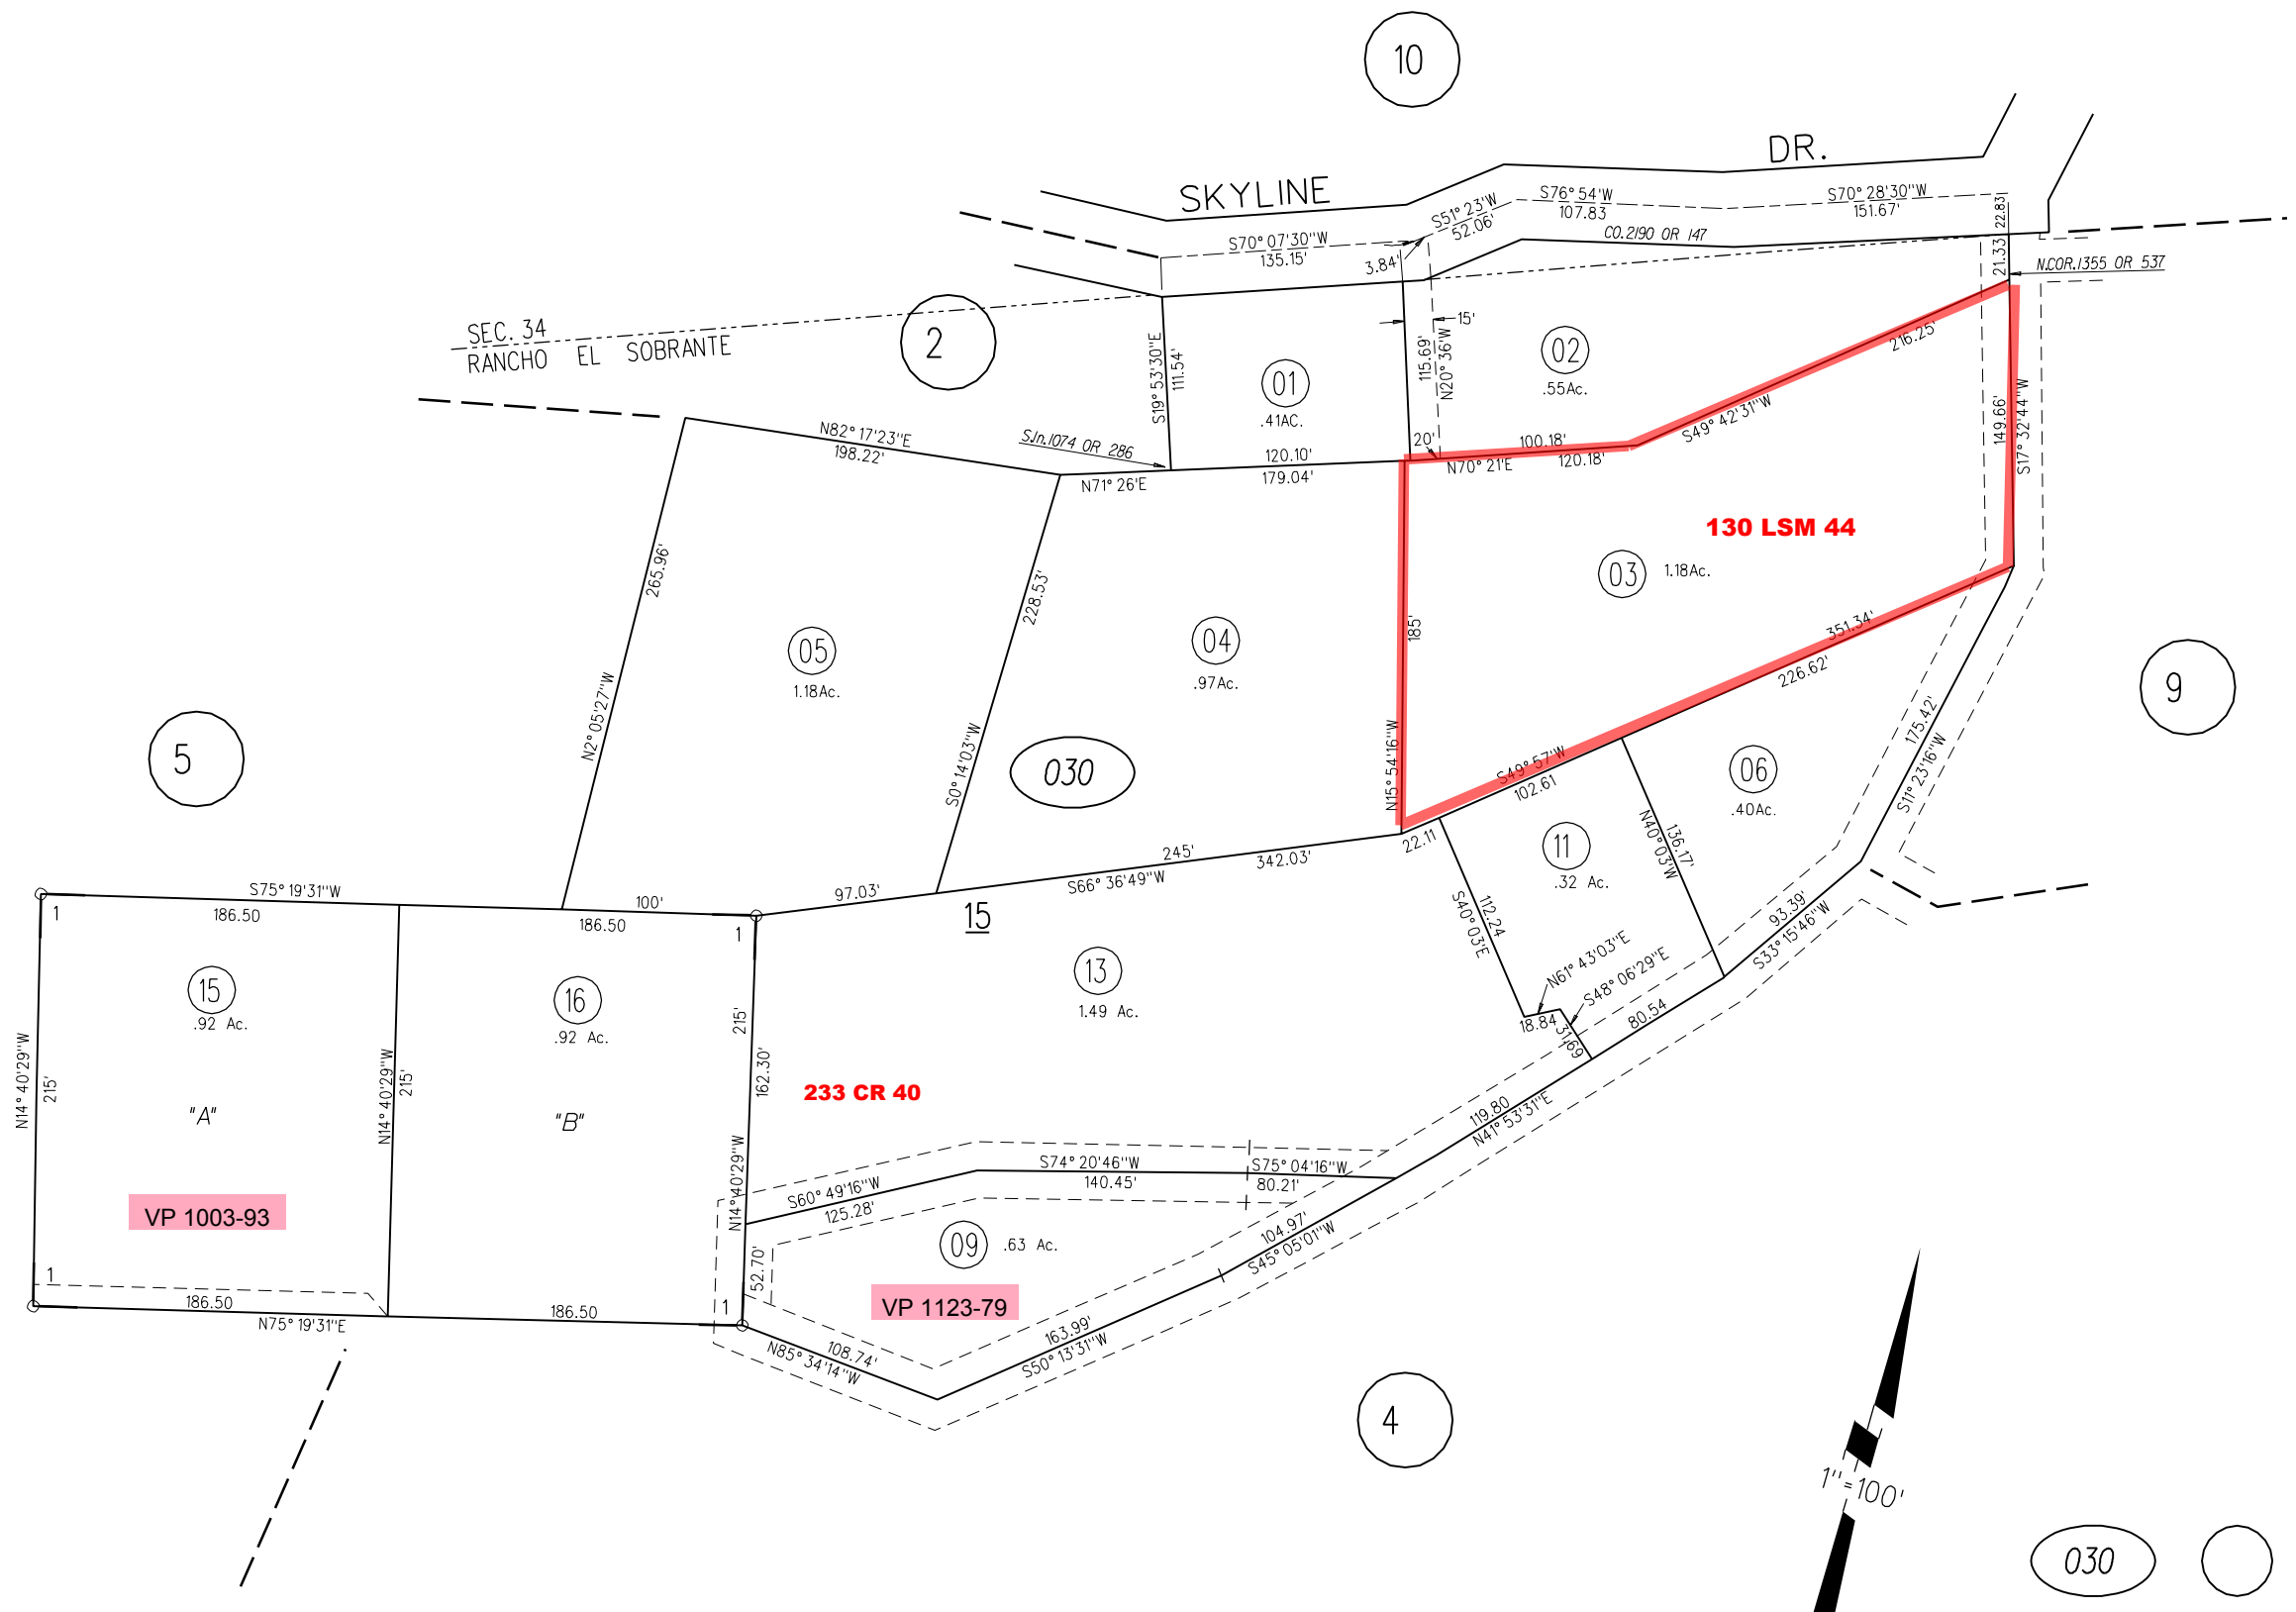 10
SKYLINE
DR.
S70° 07'30"W
135.15'
3.84'
S51° 23'W
52.06'
S76° 54'W
107.83
S70° 28'30"W
151.67'
22.83'
CO.2190 OR 147
21.33'
N.COR.1355 OR 537
SEC. 34
RANCHO EL SOBRANTE
2
S19° 53'30"E
111.54'
01
.41AC.
115.69'
N20° 36'W
15'
02
.55Ac.
216.25'
S49° 42'31"W
149.66'
S17° 32'44"W
N82° 17'23"E
198.22'
S.ln.1074 OR 286
N71° 26'E
120.10'
179.04'
20'
100.18'
N70° 21'E
120.18'
130 LSM 44
03
1.18Ac.
265.96'
N2° 05'27"W
05
1.18Ac.
228.53'
S0° 14'03"W
04
.97Ac.
185'
N15° 54'16"W
351.34'
226.62'
S49° 57'W
102.61
22.11
9
5
030
06
.40Ac.
175.42'
S11° 23'16"W
N40° 03'W
136.17'
11
.32 Ac.
S40° 03'E
112.24
93.39'
S33° 15'46"W
S75° 19'31"W
186.50
100'
186.50
97.03'
245'
342.03'
S66° 36'49"W
15
1
1
15
.92 Ac.
16
.92 Ac.
13
1.49 Ac.
N61° 43'03"E
S48° 06'29"E
18.84
31.69
80.54
N14° 40'29"W
215'
N14° 40'29"W
215'
215'
162.30'
N14° 40'29"W
"A"
"B"
233 CR 40
119.80
N41° 53'31"E
S74° 20'46"W
140.45'
S75° 04'16"W
80.21'
S60° 49'16"W
125.28'
VP 1003-93
09
.63 Ac.
104.97'
S45° 05'01"W
52.70'
VP 1123-79
1
1
186.50
N75° 19'31"E
186.50
108.74'
N85° 34'14"W
163.99'
S50° 13'31"W
4
1"=100'
030